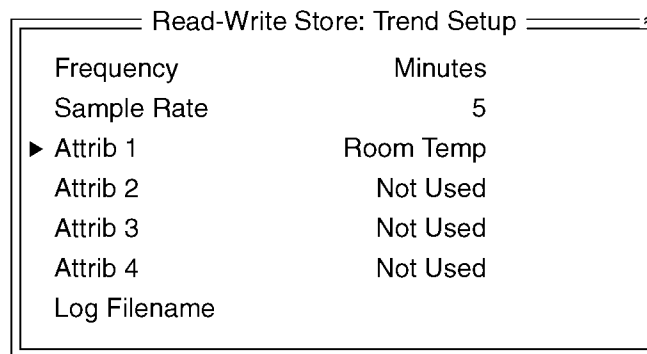 Read-Write Store: Trend Setup
Frequency Minutes
Sample Rate 5
▶ Attrib 1 Room Temp
Attrib 2 Not Used
Attrib 3 Not Used
Attrib 4 Not Used
Log Filename